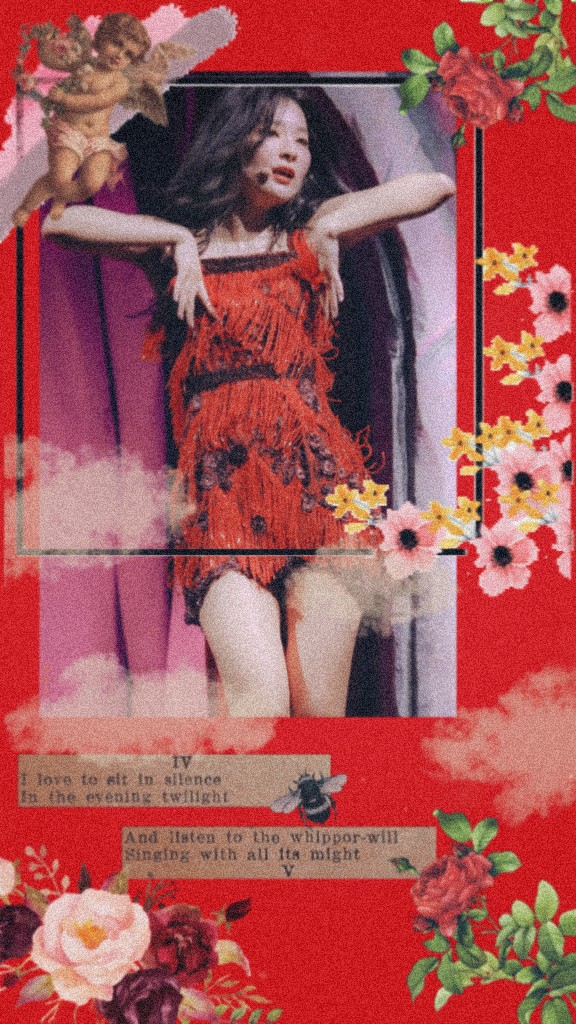 IV
I love to sit in silence
In the evening twilight
And listen to the whippor-will
Singing with all its might
V